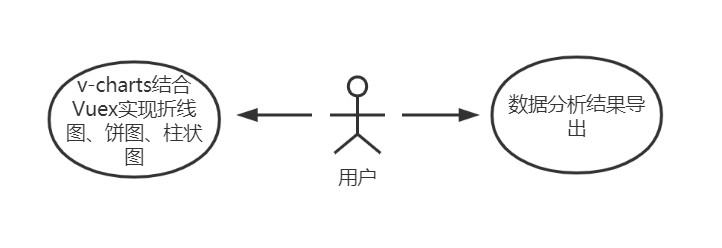 v-charts结合
Vuex实现折线
图、饼图、柱状
图
用户
数据分析结果导
出